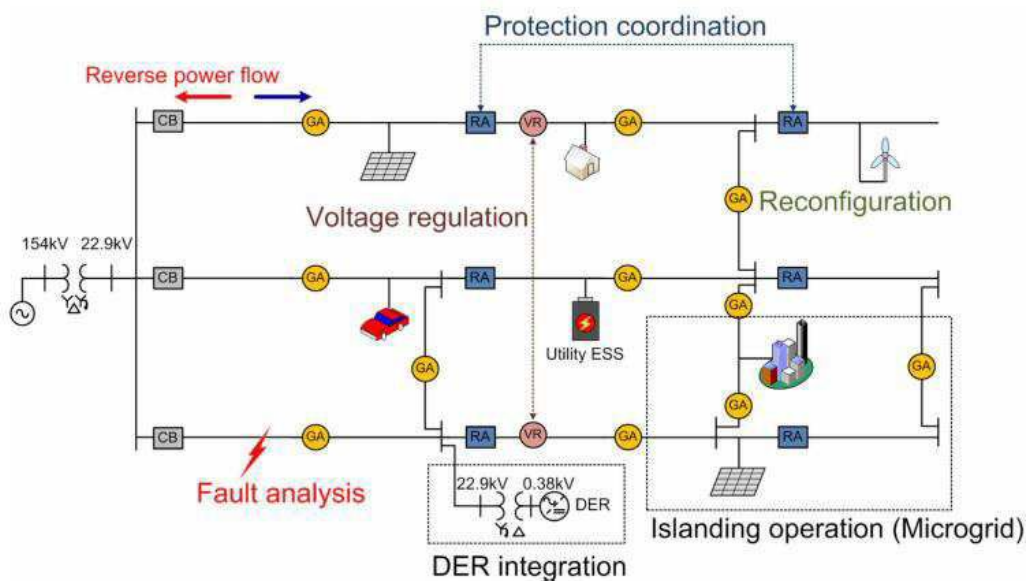 Protection coordination
Reverse power flow
CB
GA
RA
VR
GA
RA
GA
Reconfiguration
Voltage regulation
154kV
22.9kV
CB
GA
RA
GA
RA
GA
Utility ESS
GA
GA
GA
CB
GA
RA
VR
GA
RA
Fault analysis
22.9kV
0.38kV
DER
Islanding operation (Microgrid)
DER integration